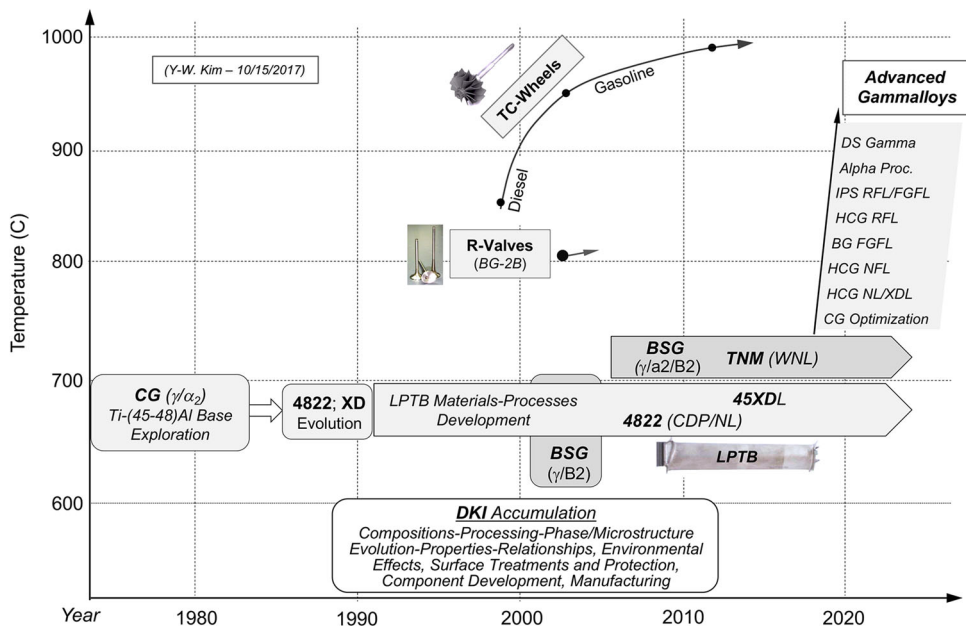 1000
(Y-W. Kim – 10/15/2017)
TC-Wheels
Gasoline
Advanced
Gammalloys
900
Diesel
DS Gamma
Alpha Proc.
IPS RFL/FGFL
HCG RFL
BG FGFL
HCG NFL
HCG NL/XDL
CG Optimization
R-Valves
(BG-2B)
800
Temperature (C)
BSG
(γ/a2/B2)
TNM (WNL)
700
CG (γ/α₂)
Ti-(45-48)Al Base
Exploration
4822; XD
Evolution
LPTB Materials-Processes
Development
45XDL
4822 (CDP/NL)
BSG
(γ/B2)
LPTB
600
DKI Accumulation
Compositions-Processing-Phase/Microstructure
Evolution-Properties-Relationships, Environmental
Effects, Surface Treatments and Protection,
Component Development, Manufacturing
Year
1980
1990
2000
2010
2020